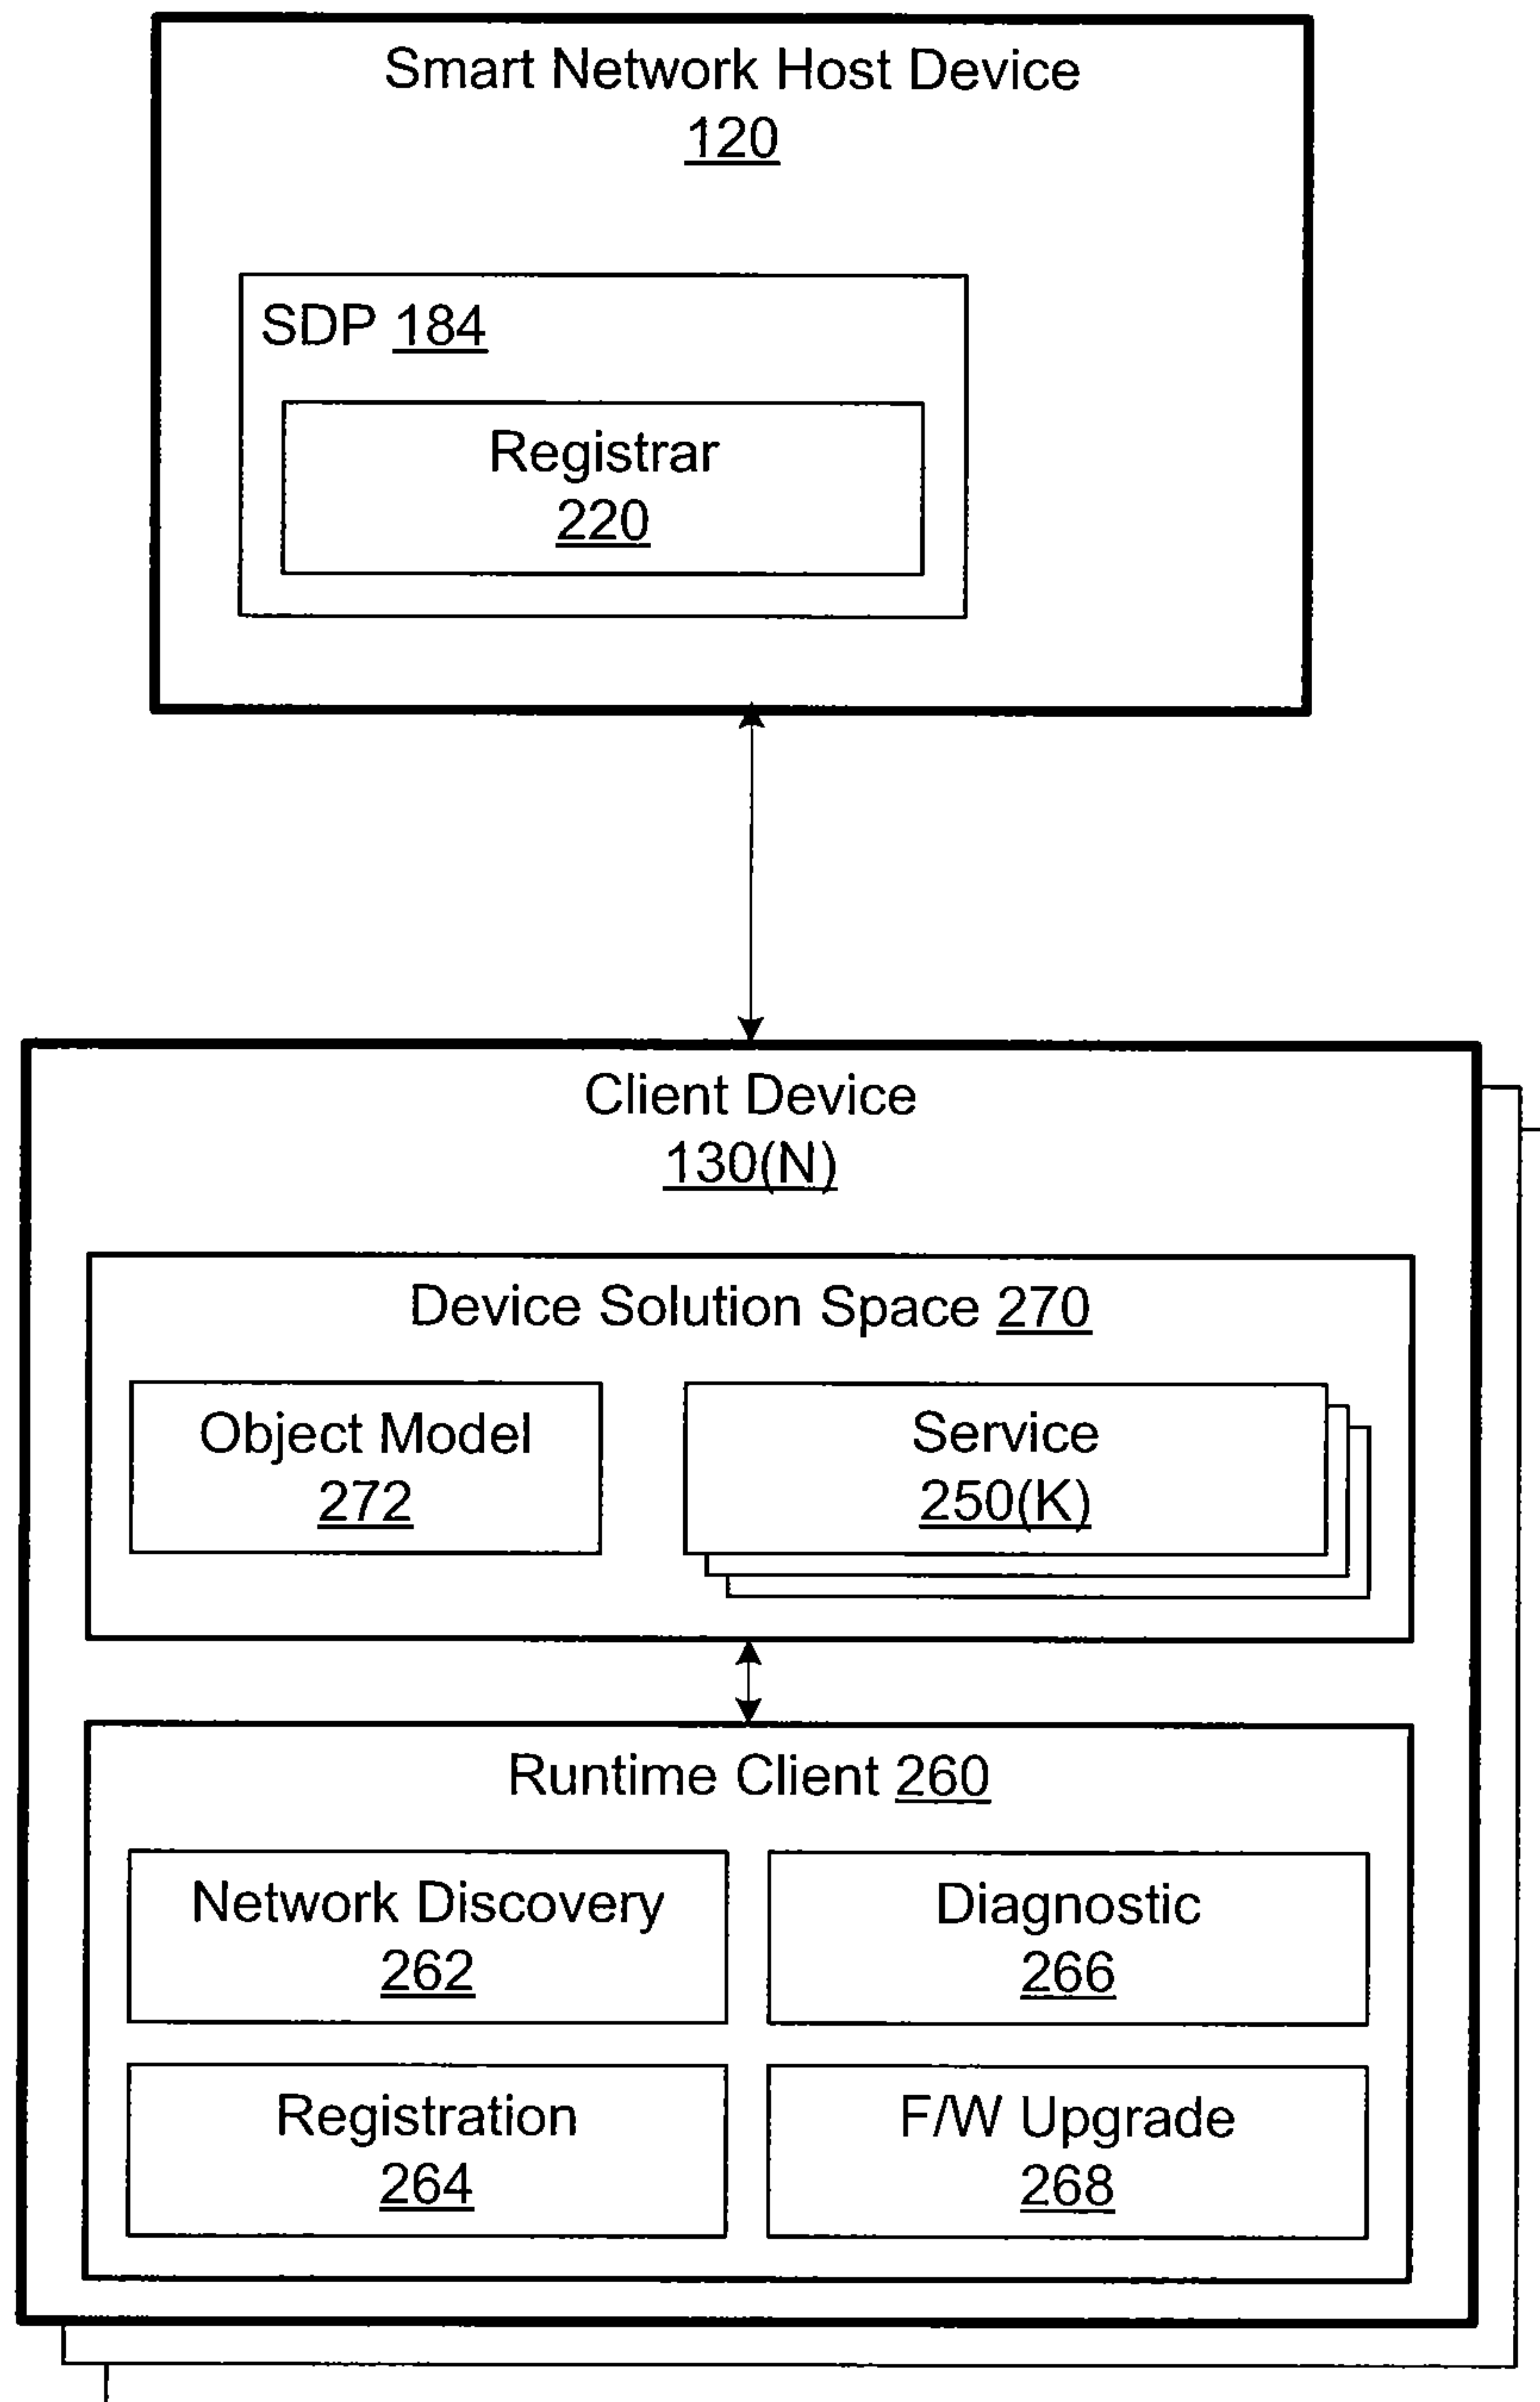 Smart Network Host Device
120
SDP 184
Registrar
220
Client Device
130(N)
Device Solution Space 270
Object Model
272
Service
250(K)
Runtime Client 260
Network Discovery
262
Diagnostic
266
Registration
264
F/W Upgrade
268